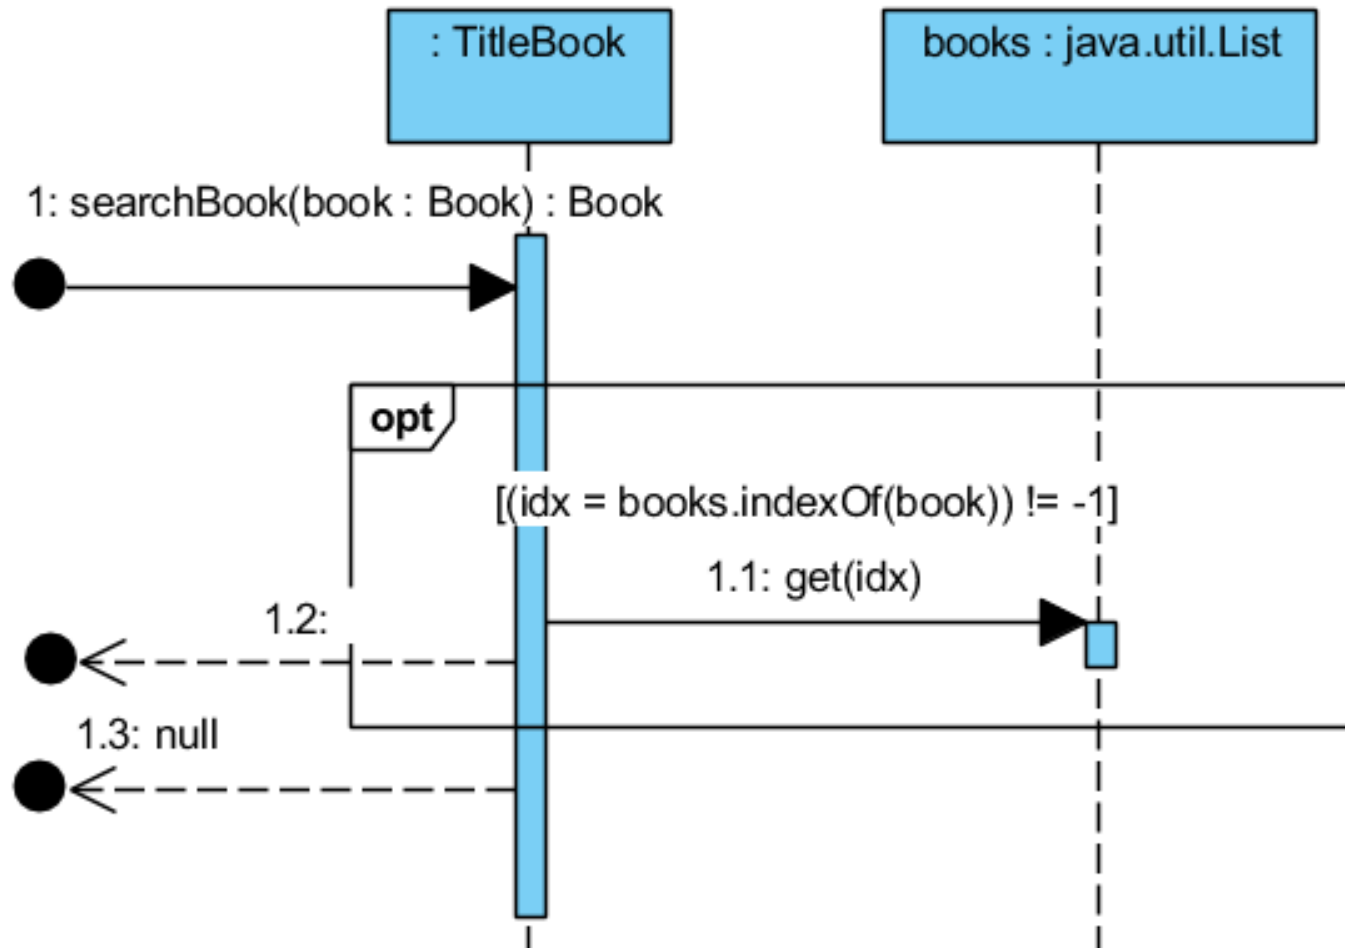 : TitleBook
books : java.util.List
1: searchBook(book : Book) : Book
opt
[(idx = books.indexOf(book)) != -1]
1.1: get(idx)
1.2:
1.3: null